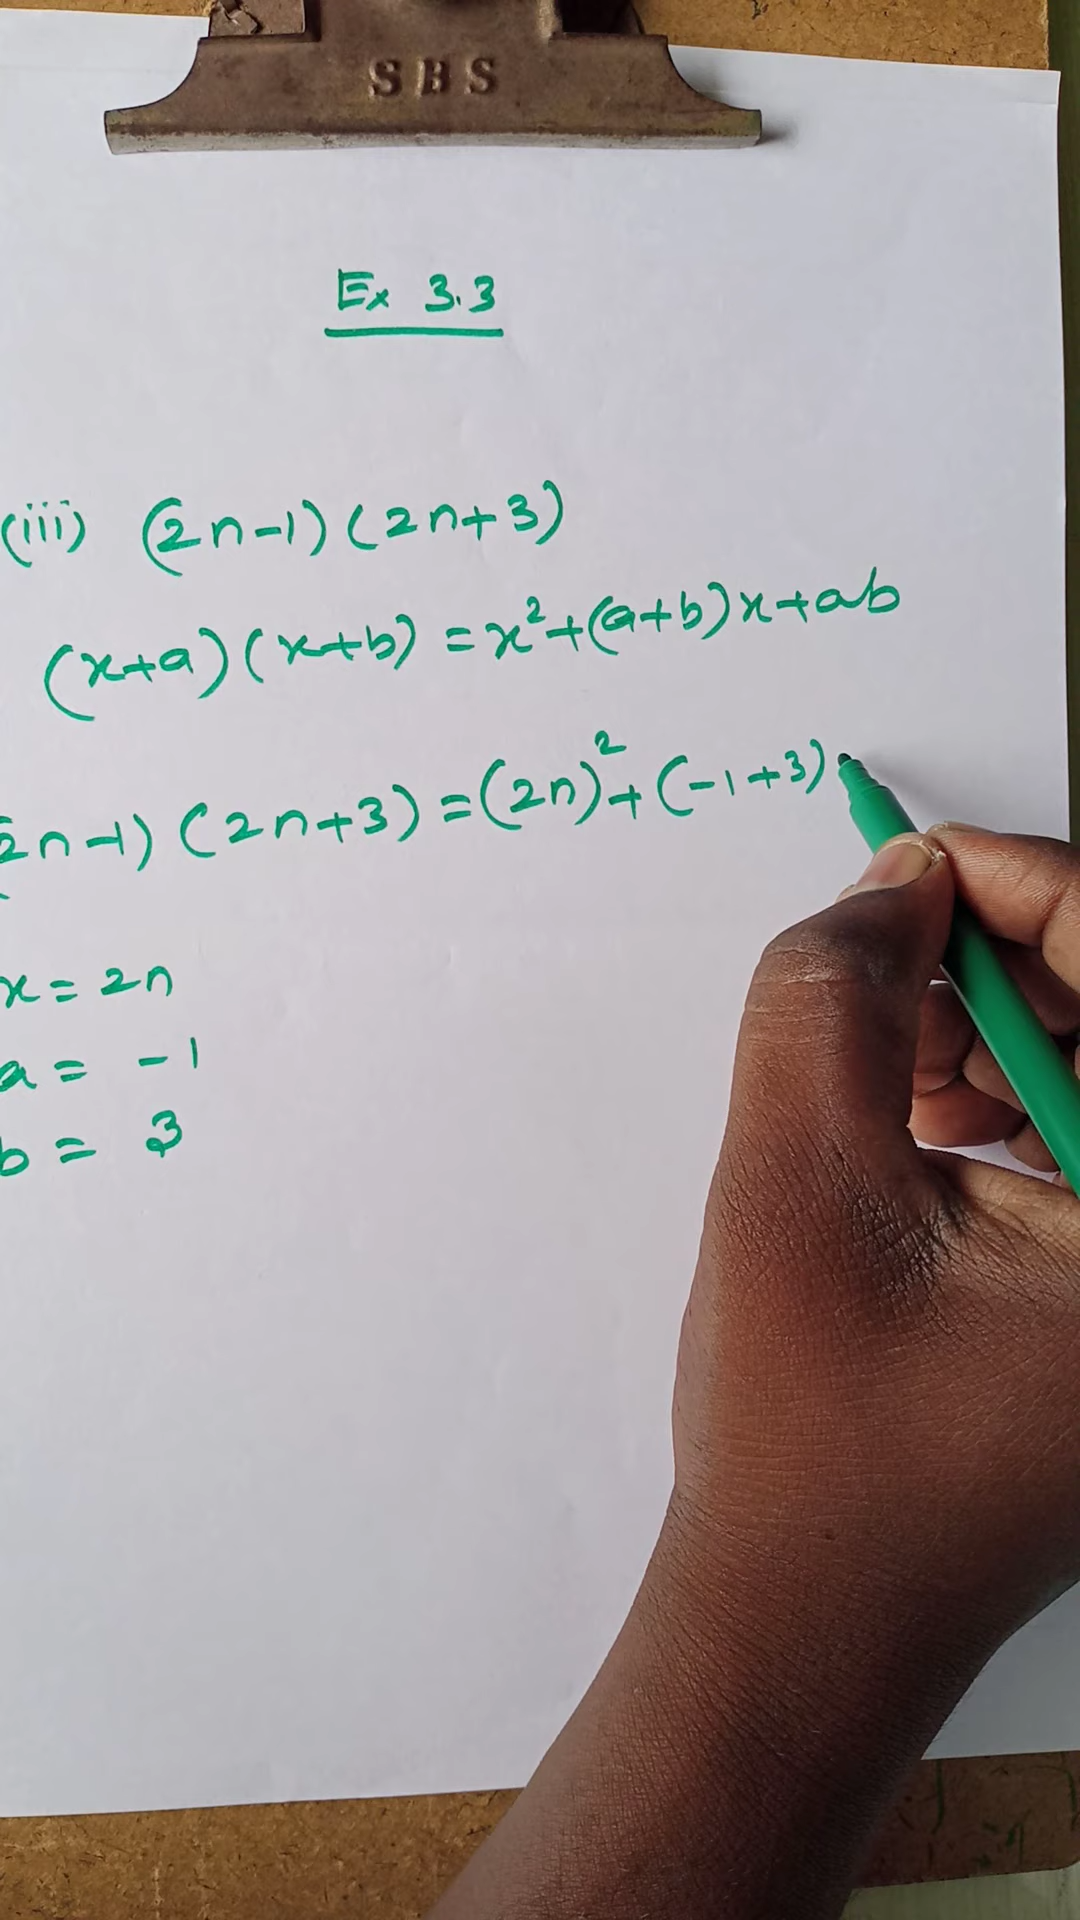 SBS
Ex 3.3
(iii) (2n-1)(2n+3)
(x+a)(x+b) = x²+(a+b)x+ab
(2n-1)(2n+3) = (2n)²+(-1+3)
x = 2n
a = -1
b = 3